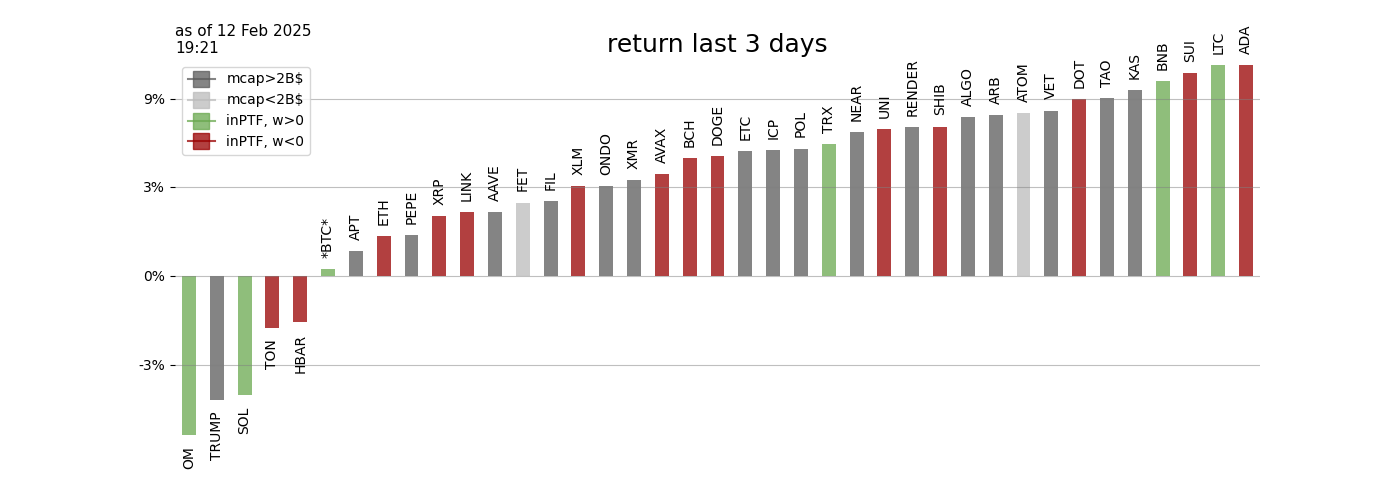 as of 12 Feb 2025
19:21
return last 3 days
mcap>2B$
mcap<2B$
inPTF, w>0
inPTF, w<0
9%
3%
0%
-3%
OM
TRUMP
SOL
TON
HBAR
*BTC*
APT
ETH
PEPE
XRP
LINK
AAVE
FET
FIL
XLM
ONDO
XMR
AVAX
BCH
DOGE
ETC
ICP
POL
TRX
NEAR
UNI
RENDER
SHIB
ALGO
ARB
ATOM
VET
DOT
TAO
KAS
BNB
SUI
LTC
ADA